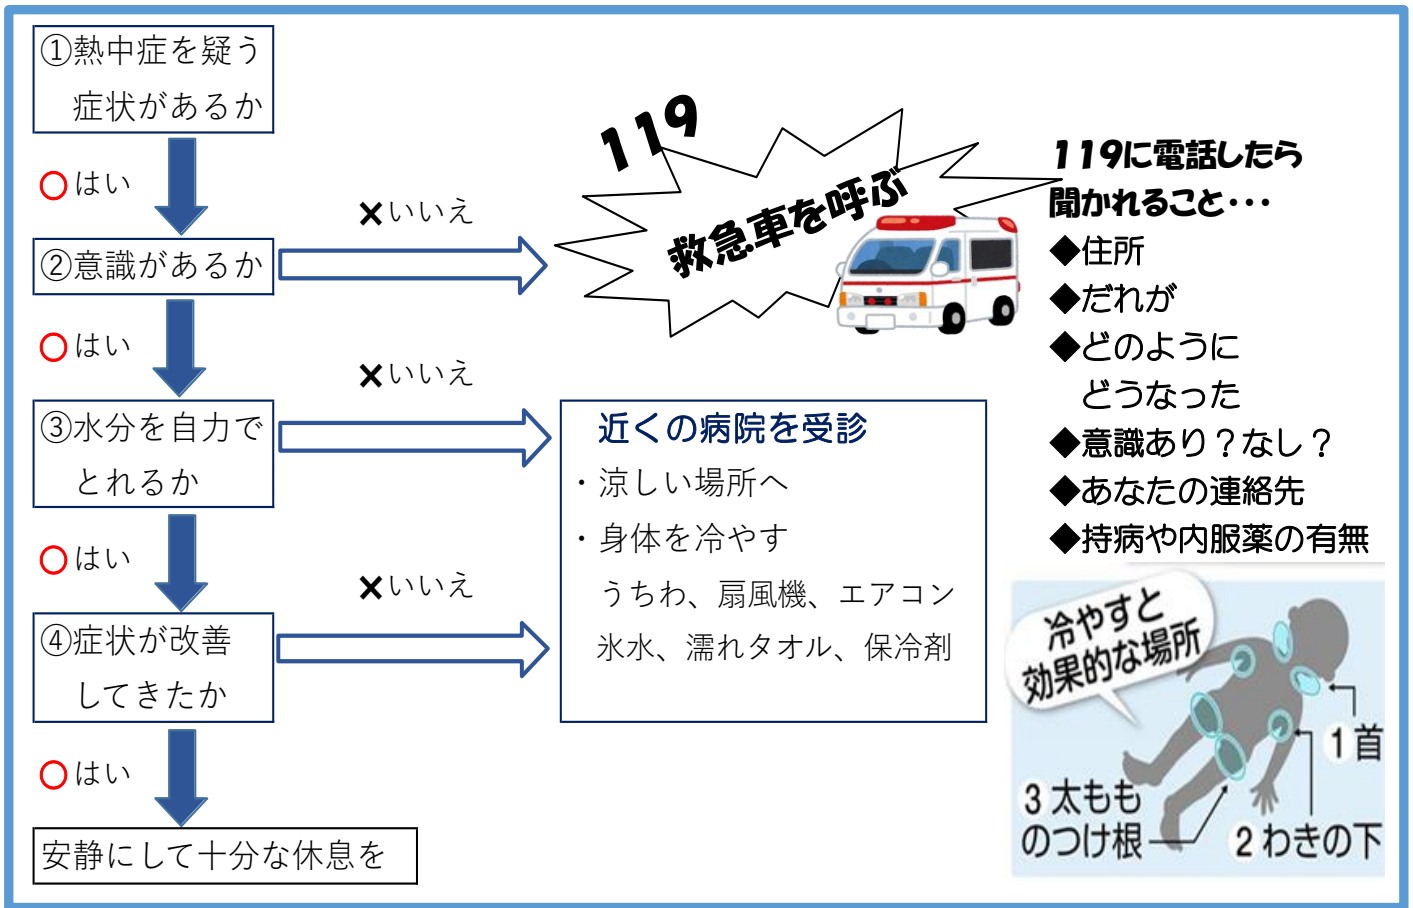 ①熱中症を疑う
症状があるか
〇はい
×いいえ
②意識があるか
〇はい
×いいえ
③水分を自力で
とれるか
〇はい
×いいえ
④症状が改善
してきたか
〇はい
安静にして十分な休息を
119
救急車を呼ぶ
近くの病院を受診
・涼しい場所へ
・身体を冷やす
うちわ、扇風機、エアコン
氷水、濡れタオル、保冷剤
119に電話したら
聞かれること・・・
◆住所
◆だれが
◆どのように
どうなった
◆意識あり？なし？
◆あなたの連絡先
◆持病や内服薬の有無
冷やすと
効果的な場所
1首
2わきの下
3太もも
のつけ根